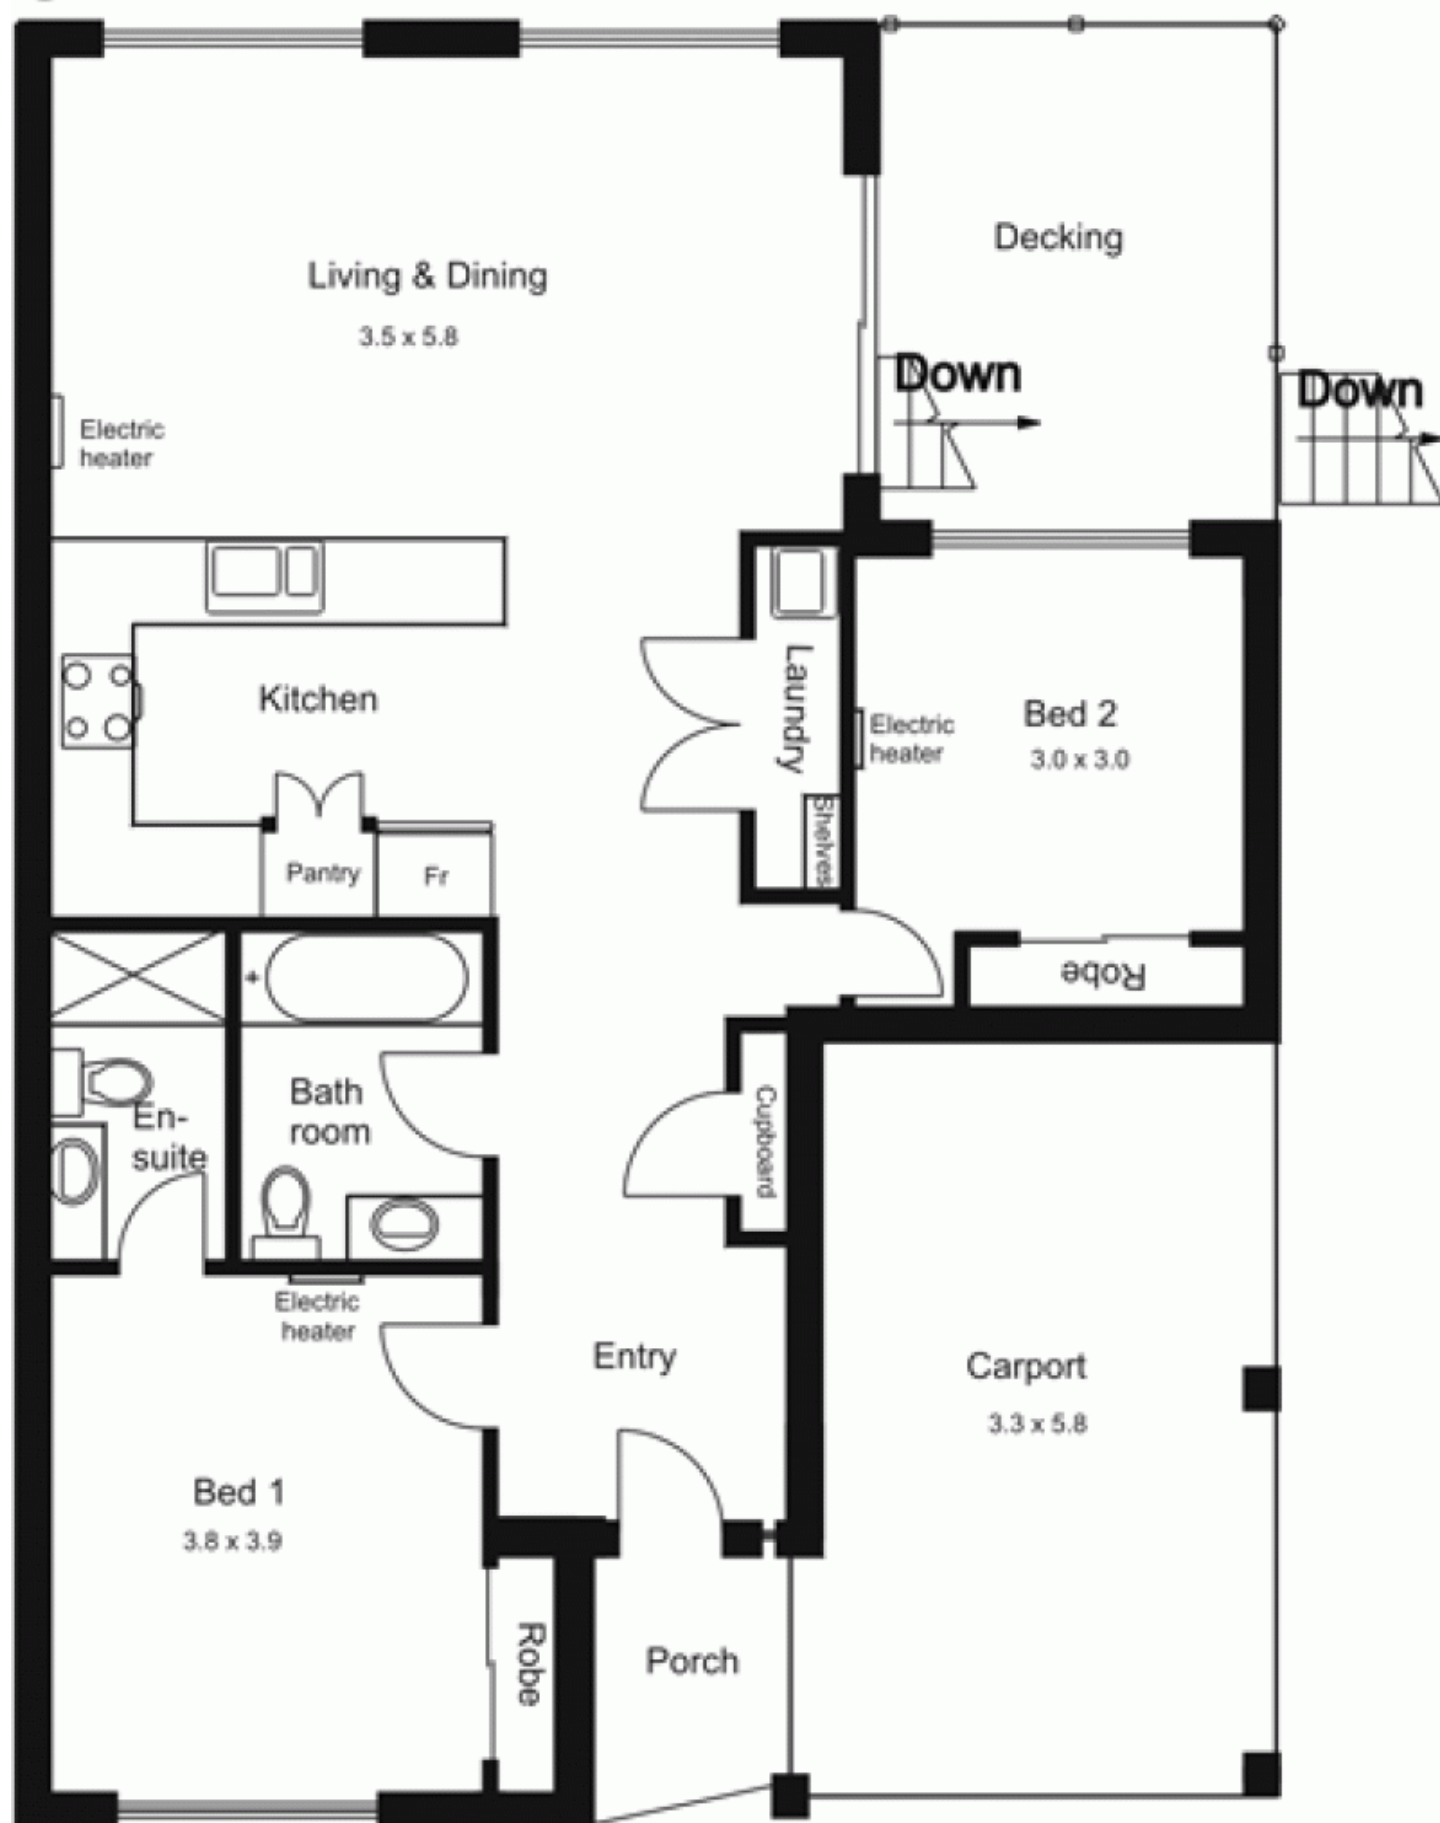 Decking
Living & Dining
3.5 x 5.8
Down
Down
Electric
heater
Laundry
Kitchen
Bed 2
3.0 x 3.0
Electric
heater
Shelves
Pantry
Fr
Robe
Bath
room
En-
suite
Cupboard
Electric
heater
Entry
Carport
3.3 x 5.8
Bed 1
3.8 x 3.9
Robe
Porch